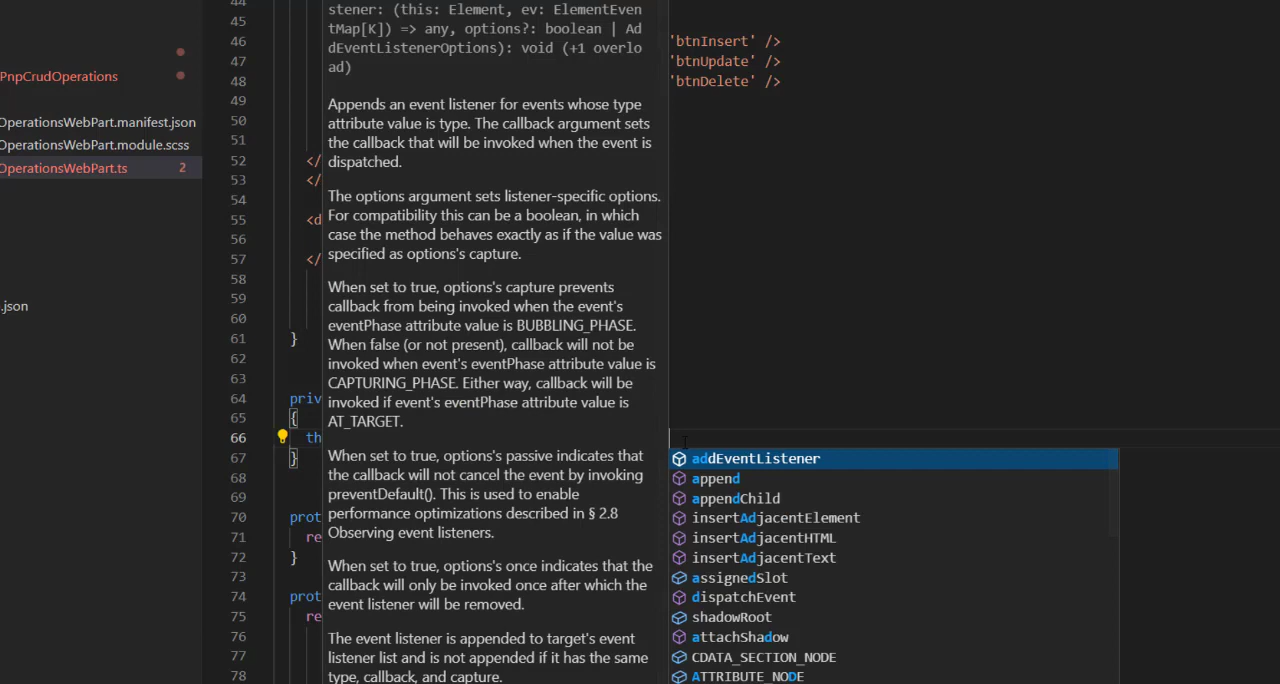 44
stener: (this: Element, ev: ElementEven
45
tMap[K]) => any, options?: boolean | Ad
46
dEventListenerOptions): void (+1 overlo
'btnInsert' />
47
ad)
'btnUpdate' />
PnpCrudOperations
48
'btnDelete' />
49
Appends an event listener for events whose type
OperationsWebPart.manifest.json
50
attribute value is type. The callback argument sets
OperationsWebPart.module.scss
51
the callback that will be invoked when the event is
OperationsWebPart.ts 2
52 </
dispatched.
53 </
54
The options argument sets listener-specific options.
55 <d
For compatibility this can be a boolean, in which
56
case the method behaves exactly as if the value was
57 </
specified as options's capture.
58
When set to true, options's capture prevents
.json
59
callback from being invoked when the event's
60
eventPhase attribute value is BUBBLING_PHASE.
61 }
When false (or not present), callback will not be
62
invoked when event's eventPhase attribute value is
63
CAPTURING_PHASE. Either way, callback will be
64 priv
invoked if event's eventPhase attribute value is
65 {
AT_TARGET.
66 th
67 }
When set to true, options's passive indicates that
addEventListener
68
the callback will not cancel the event by invoking
append
69
preventDefault(). This is used to enable
appendChild
70 prot
performance optimizations described in § 2.8
insertAdjacentElement
71 re
Observing event listeners.
insertAdjacentHTML
72 }
When set to true, options's once indicates that the
insertAdjacentText
73
callback will only be invoked once after which the
assignedSlot
74 prot
event listener will be removed.
dispatchEvent
75 re
shadowRoot
76
The event listener is appended to target's event
attachShadow
77
listener list and is not appended if it has the same
CDATA_SECTION_NODE
78
type, callback, and capture.
ATTRIBUTE_NODE